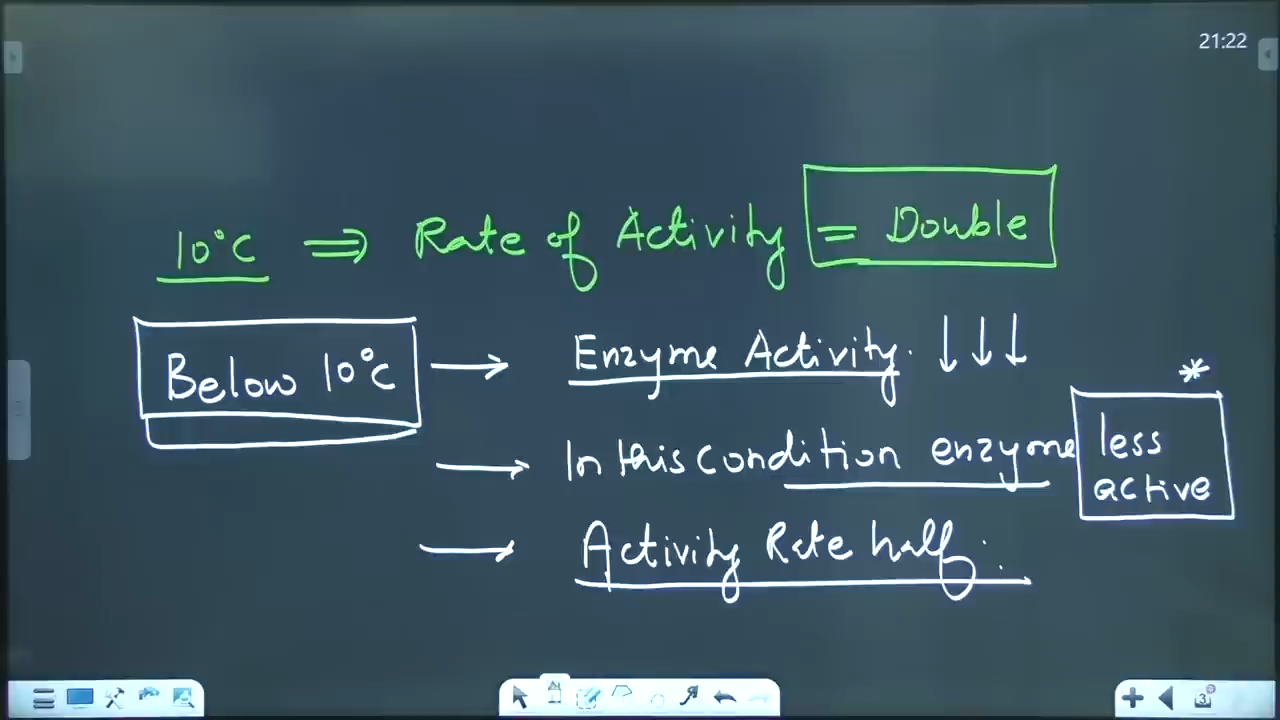 21:22
10°C ⇒ Rate of Activity = Double
Below 10°C → Enzyme Activity. ↓↓↓
→ In this condition enzyme less active *
→ Activity Rate half.
3